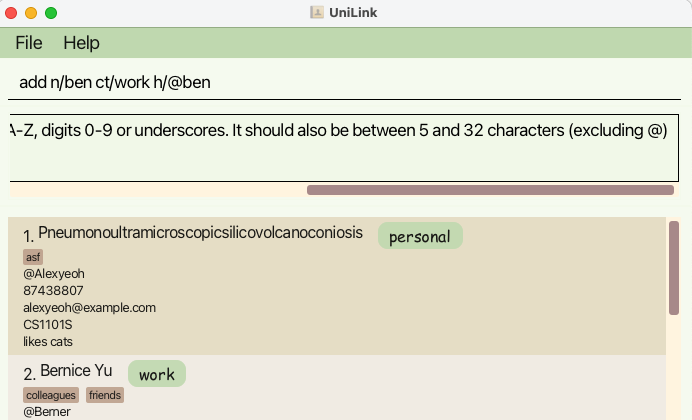 UniLink
File Help
add n/ben ct/work h/@ben
A-Z, digits 0-9 or underscores. It should also be between 5 and 32 characters (excluding @)
1. Pneumonoultramicroscopicsilicovolcanoconiosis personal
asf
@Alexyeoh
87438807
alexyeoh@example.com
CS1101S
likes cats
2. Bernice Yu work
colleagues friends
@Berner